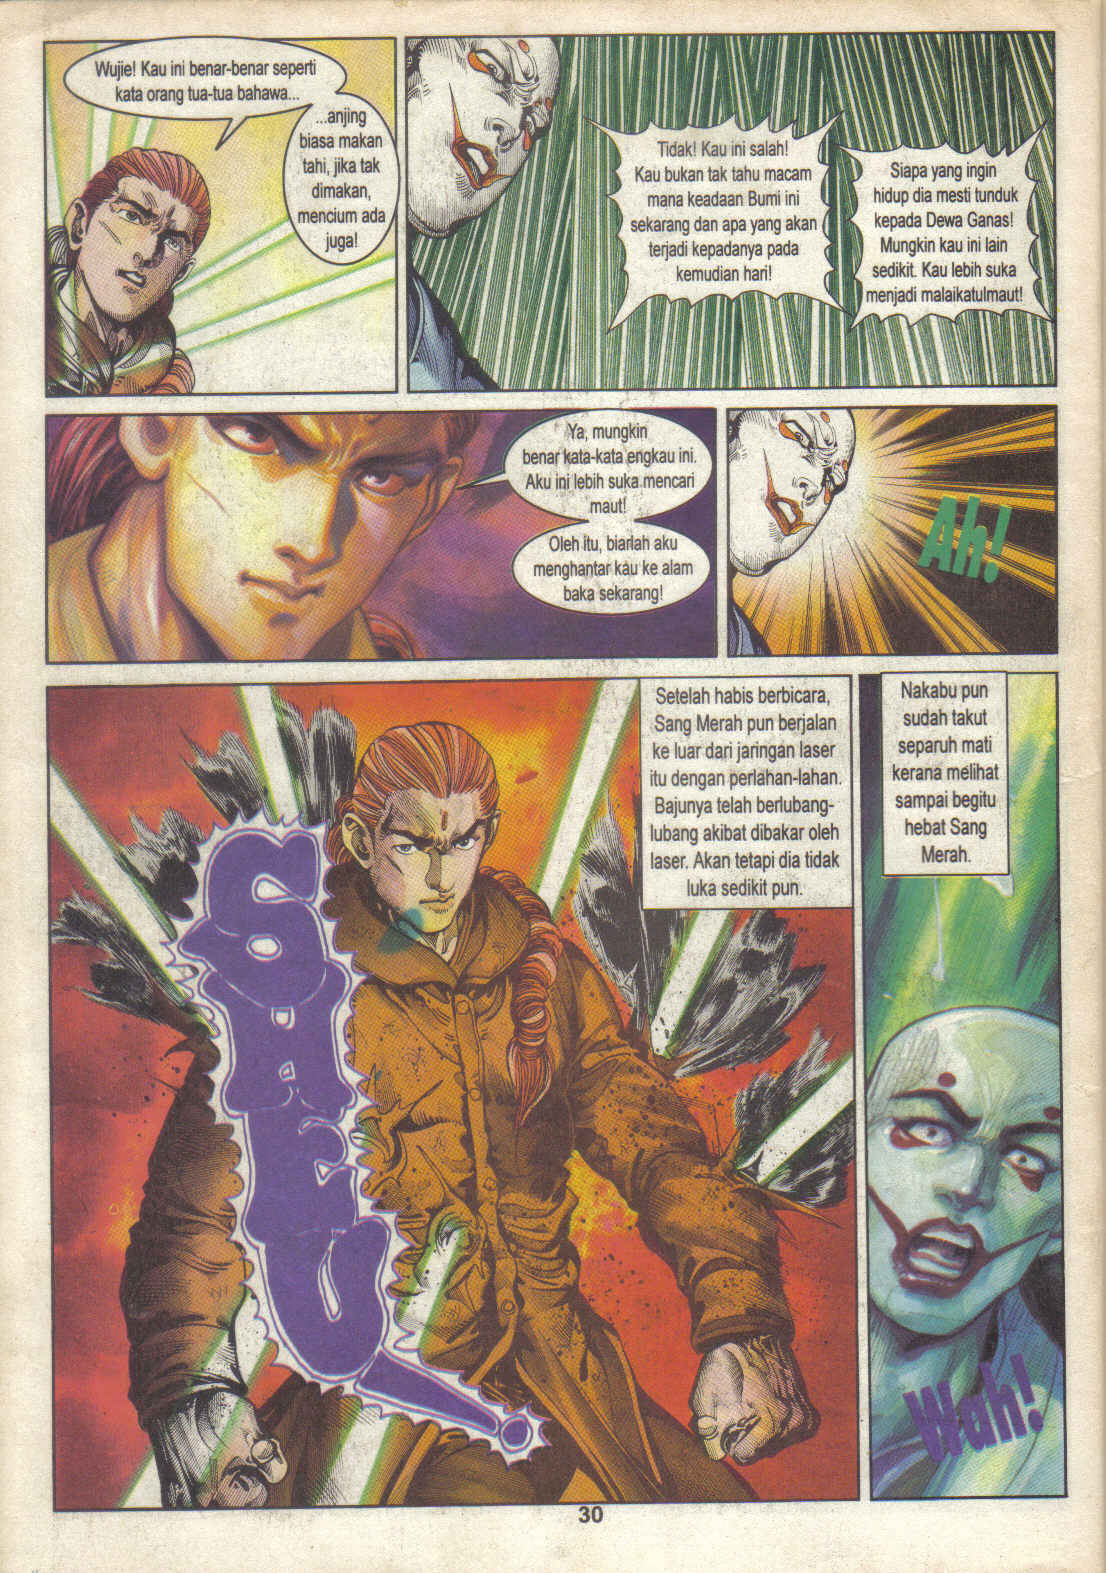 Wujie! Kau ini benar-benar seperti
kata orang tua-tua bahawa...
...anjing
biasa makan
tahi, jika tak
dimakan,
mencium ada
juga!
Tidak! Kau ini salah!
Kau bukan tak tahu macam
mana keadaan Bumi ini
sekarang dan apa yang akan
terjadi kepadanya pada
kemudian hari!
Siapa yang ingin
hidup dia mesti tunduk
kepada Dewa Ganas!
Mungkin kau ini lain
sedikit. Kau lebih suka
menjadi malaikatulmaut!
Ya, mungkin
benar kata-kata engkau ini.
Aku ini lebih suka mencari
maut!
Oleh itu, biarlah aku
menghantar kau ke alam
baka sekarang!
Ah!
Setelah habis berbicara,
Sang Merah pun berjalan
ke luar dari jaringan laser
itu dengan perlahan-lahan.
Bajunya telah berlubang-
lubang akibat dibakar oleh
laser. Akan tetapi dia tidak
luka sedikit pun.
Nakabu pun
sudah takut
separuh mati
kerana melihat
sampai begitu
hebat Sang
Merah.
Wah!
30